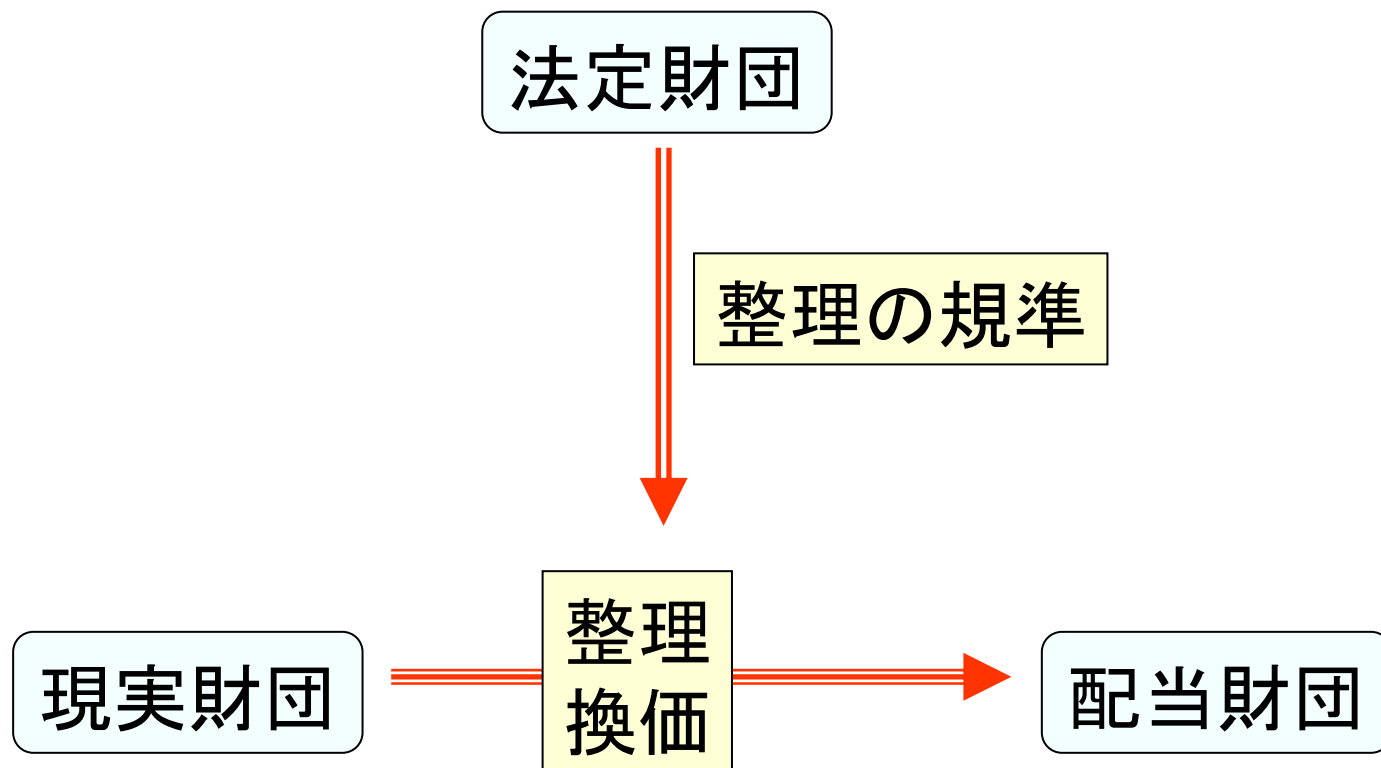 法定財団
整理の規準
整理
換価
現実財団
配当財団